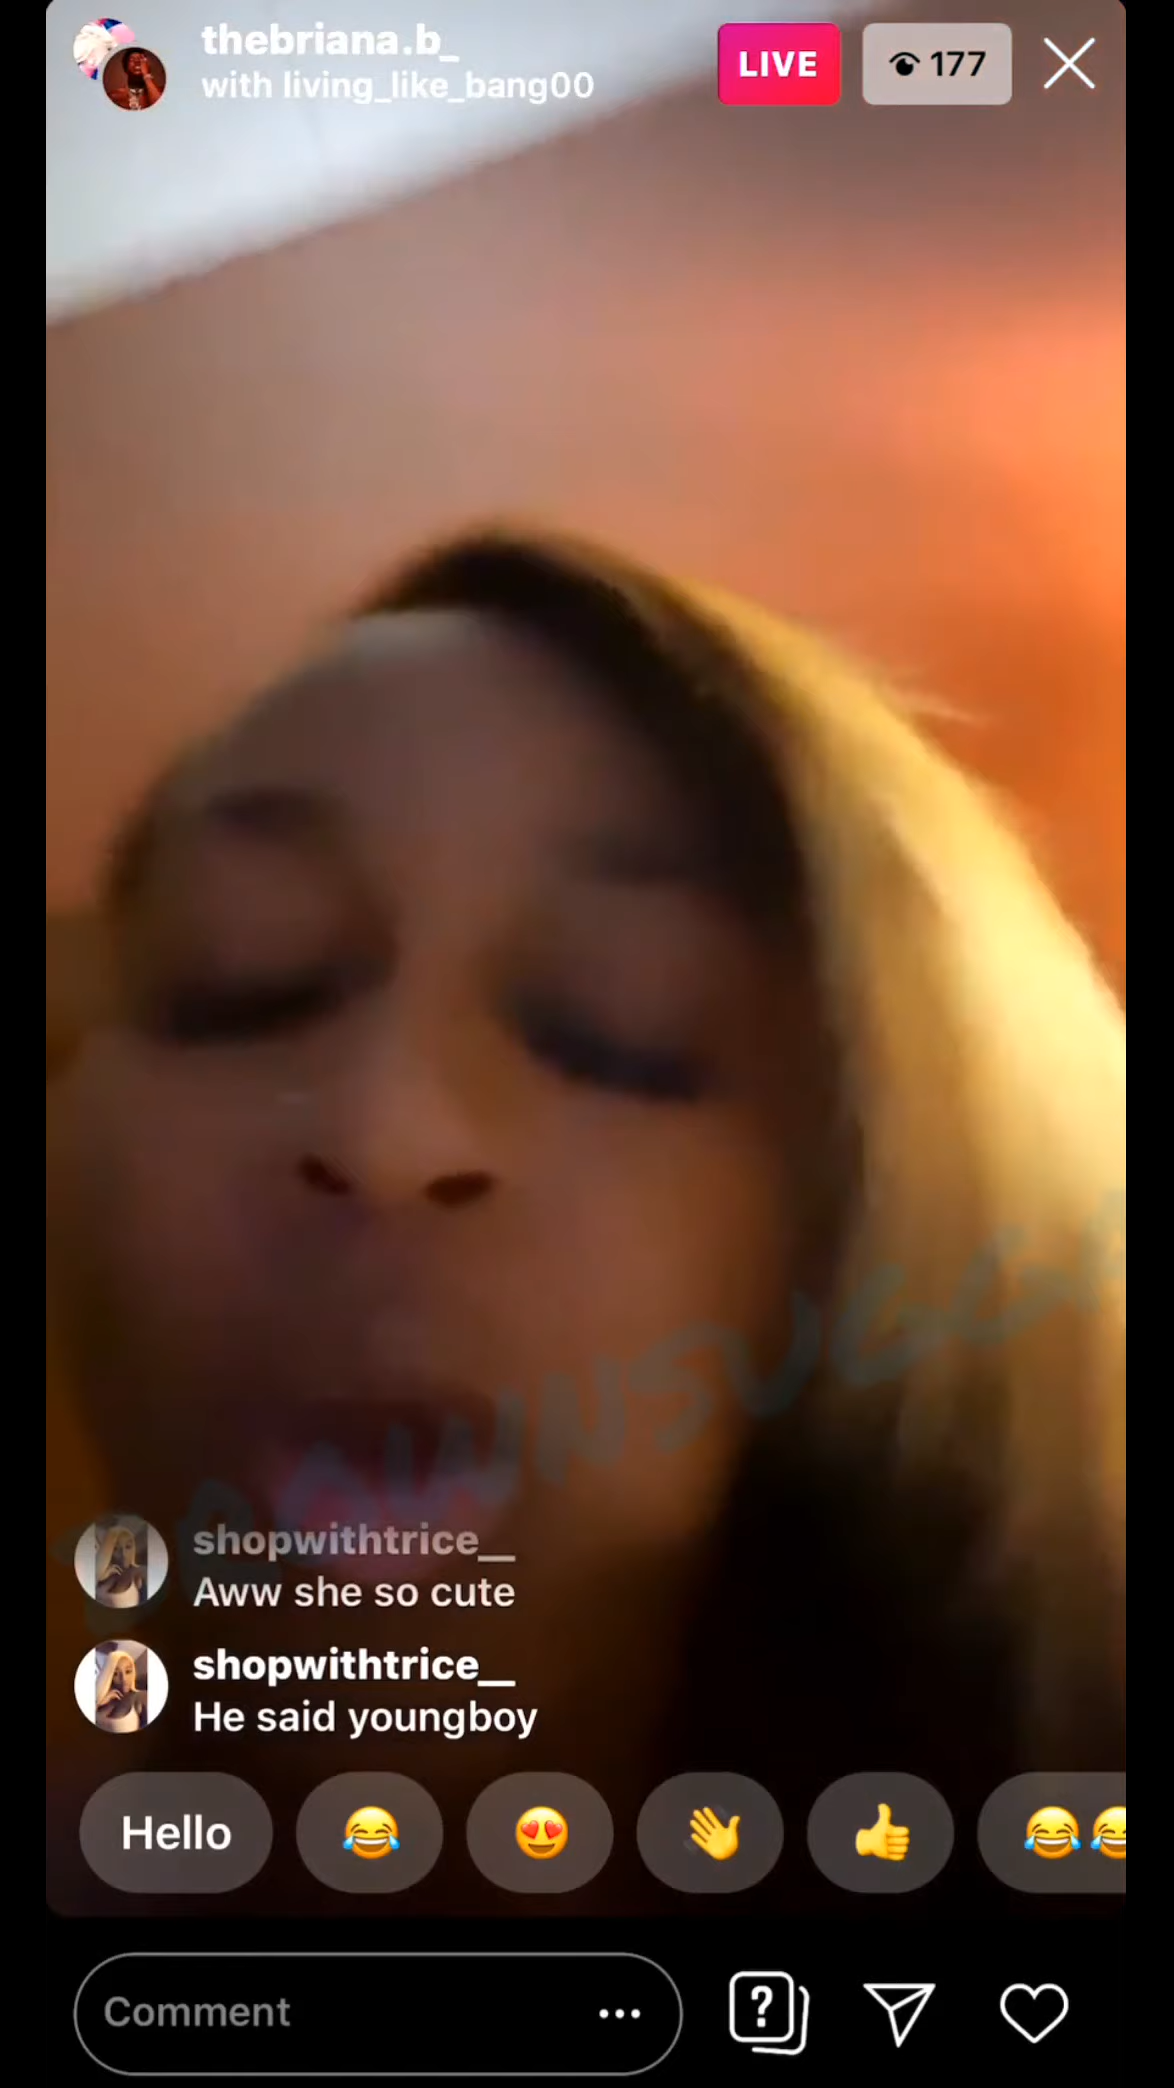 thebriana.b_
with living_like_bang00
LIVE
177
shopwithtrice__
Aww she so cute
shopwithtrice__
He said youngboy
Hello
Comment